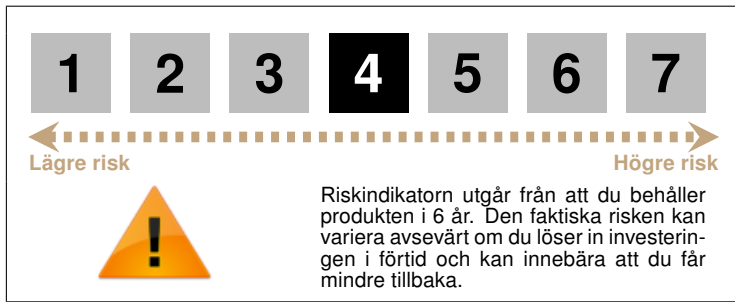 1 2 3 4 5 6 7
Lägre risk Högre risk
!
Riskindikatorn utgår från att du behåller
produkten i 6 år. Den faktiska risken kan
variera avsevärt om du löser in investerin-
gen i förtid och kan innebära att du får
mindre tillbaka.